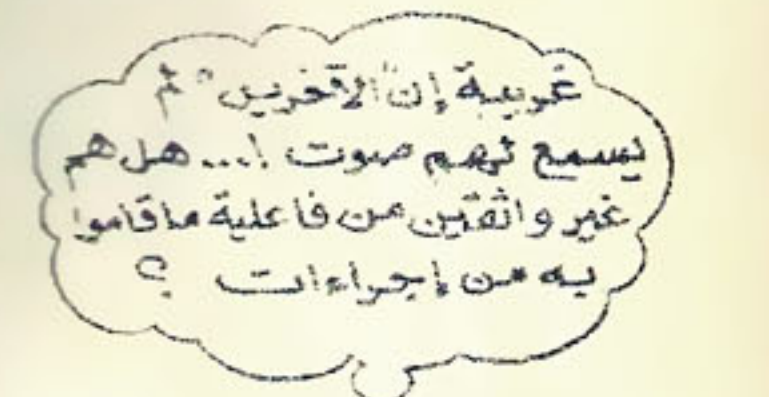 غريبة إن "الآخرين" لم
يسمع لهم صوت !... هل هم
غير واثقين من فاعلية ما قاموا
به من إجراءات ؟